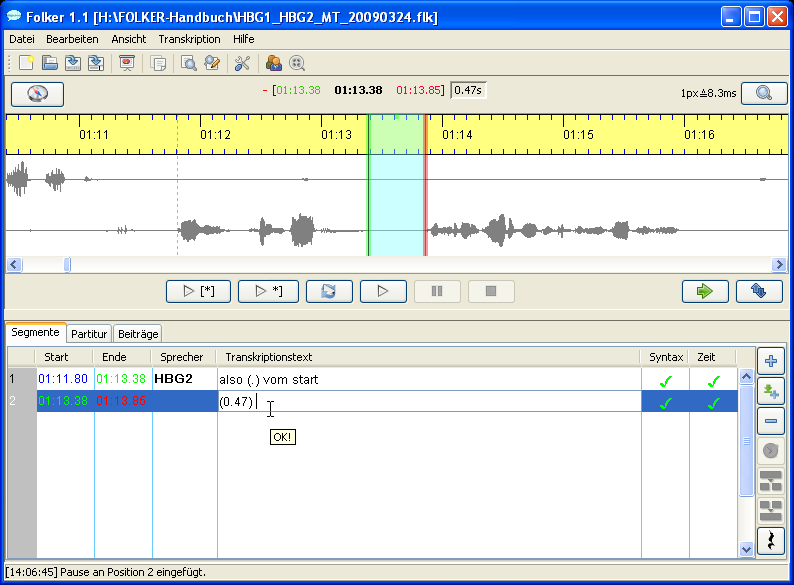 Folker 1.1 [H:\FOLKER-Handbuch\HBG1_HBG2_MT_20090324.flk]
Datei Bearbeiten Ansicht Transkription Hilfe
- [01:13.38 01:13.38 01:13.85] 0.47s 1px≙8.3ms
01:11 01:12 01:13 01:14 01:15 01:16
[*] *]
Segmente Partitur Beiträge
Start Ende Sprecher Transkriptionstext Syntax Zeit
1 01:11.80 01:13.38 HBG2 also (.) vom start
2 01:13.38 01:13.85 (0.47)
OK!
[14:06:45] Pause an Position 2 eingefügt.